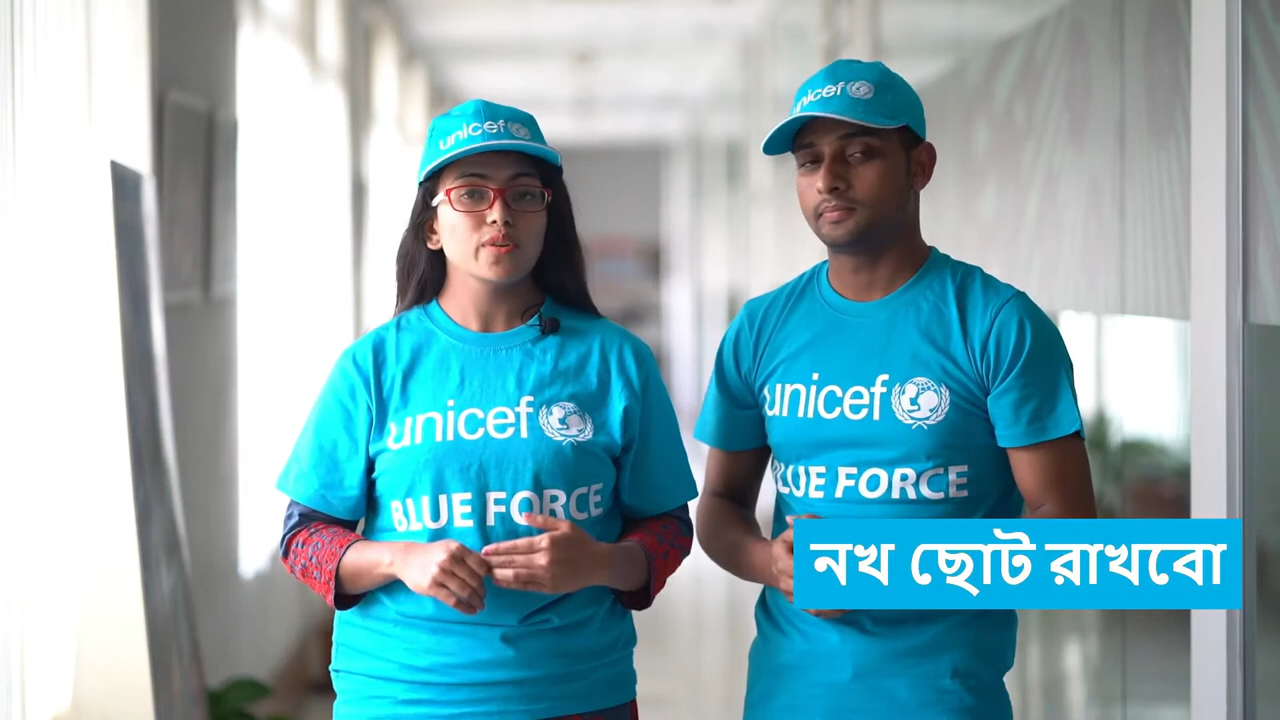 unicef
unicef
unicef
BLUE FORCE
unicef
BLUE FORCE
নখ ছোট রাখবো